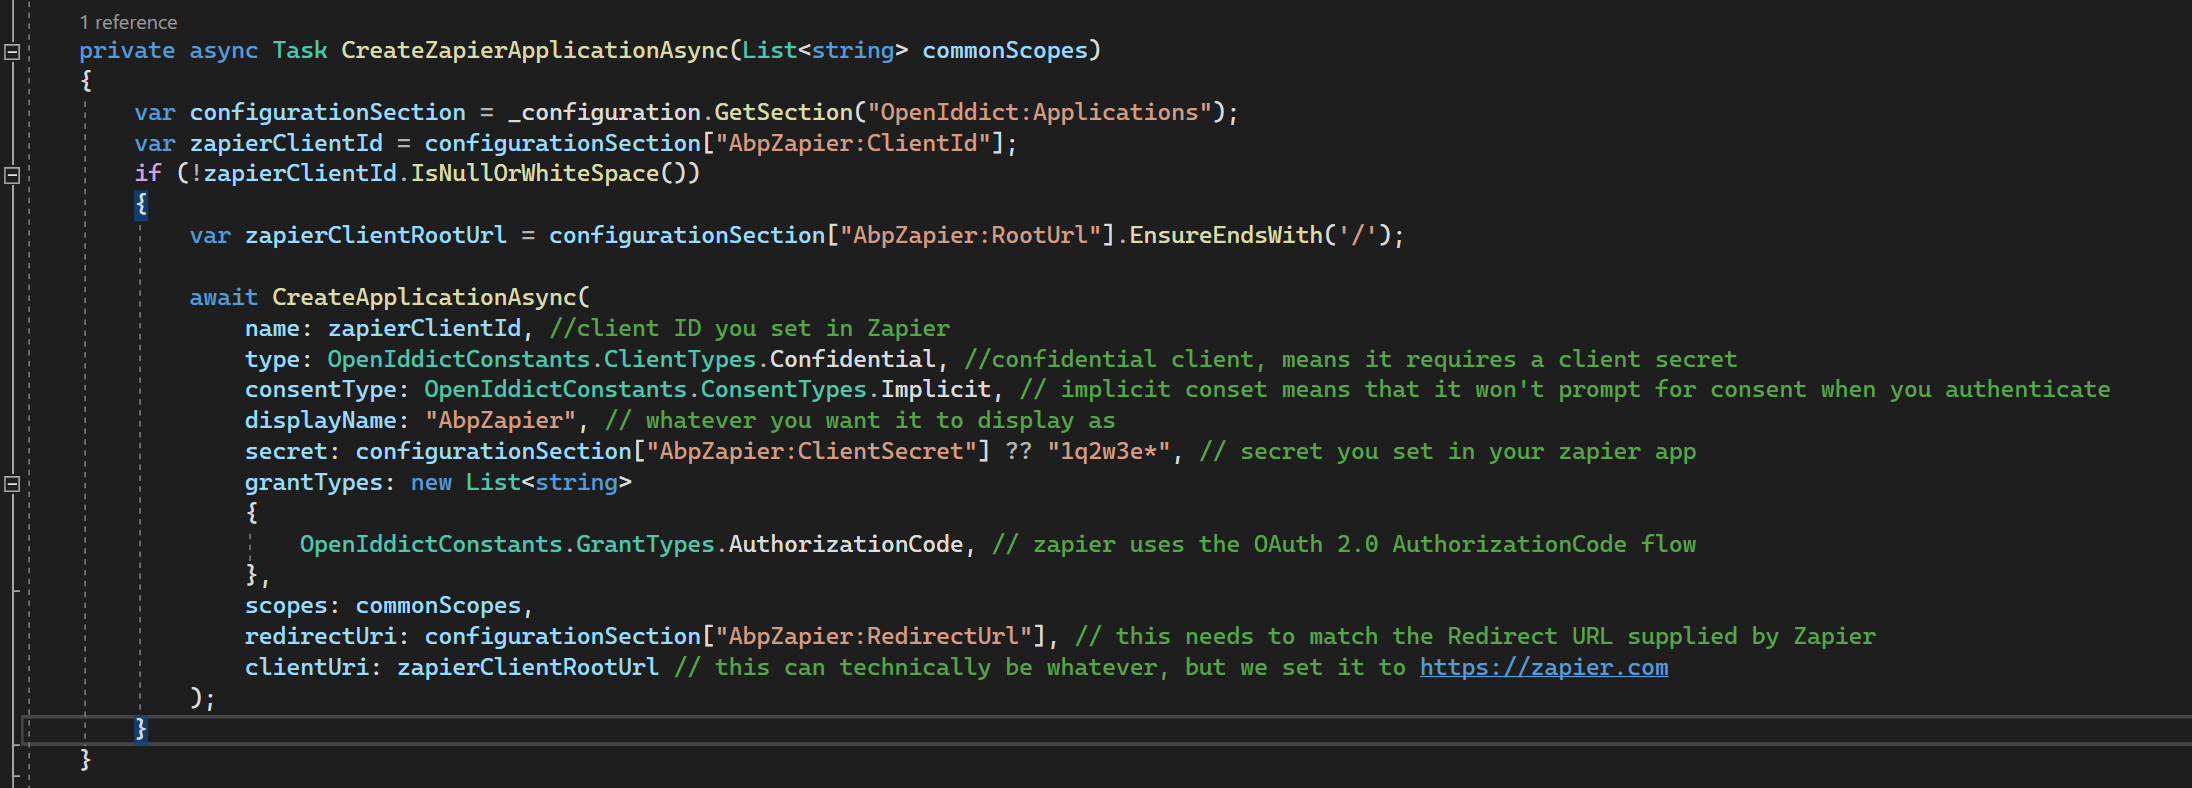 1 reference
private async Task CreateZapierApplicationAsync(List<string> commonScopes)
{
var configurationSection = _configuration.GetSection("OpenIddict:Applications");
var zapierClientId = configurationSection["AbpZapier:ClientId"];
if (!zapierClientId.IsNullOrWhiteSpace())
{
var zapierClientRootUrl = configurationSection["AbpZapier:RootUrl"].EnsureEndsWith('/');
await CreateApplicationAsync(
name: zapierClientId, //client ID you set in Zapier
type: OpenIddictConstants.ClientTypes.Confidential, //confidential client, means it requires a client secret
consentType: OpenIddictConstants.ConsentTypes.Implicit, // implicit conset means that it won't prompt for consent when you authenticate
displayName: "AbpZapier", // whatever you want it to display as
secret: configurationSection["AbpZapier:ClientSecret"] ?? "1q2w3e*", // secret you set in your zapier app
grantTypes: new List<string>
{
OpenIddictConstants.GrantTypes.AuthorizationCode, // zapier uses the OAuth 2.0 AuthorizationCode flow
},
scopes: commonScopes,
redirectUri: configurationSection["AbpZapier:RedirectUrl"], // this needs to match the Redirect URL supplied by Zapier
clientUri: zapierClientRootUrl // this can technically be whatever, but we set it to https://zapier.com
);
}
}